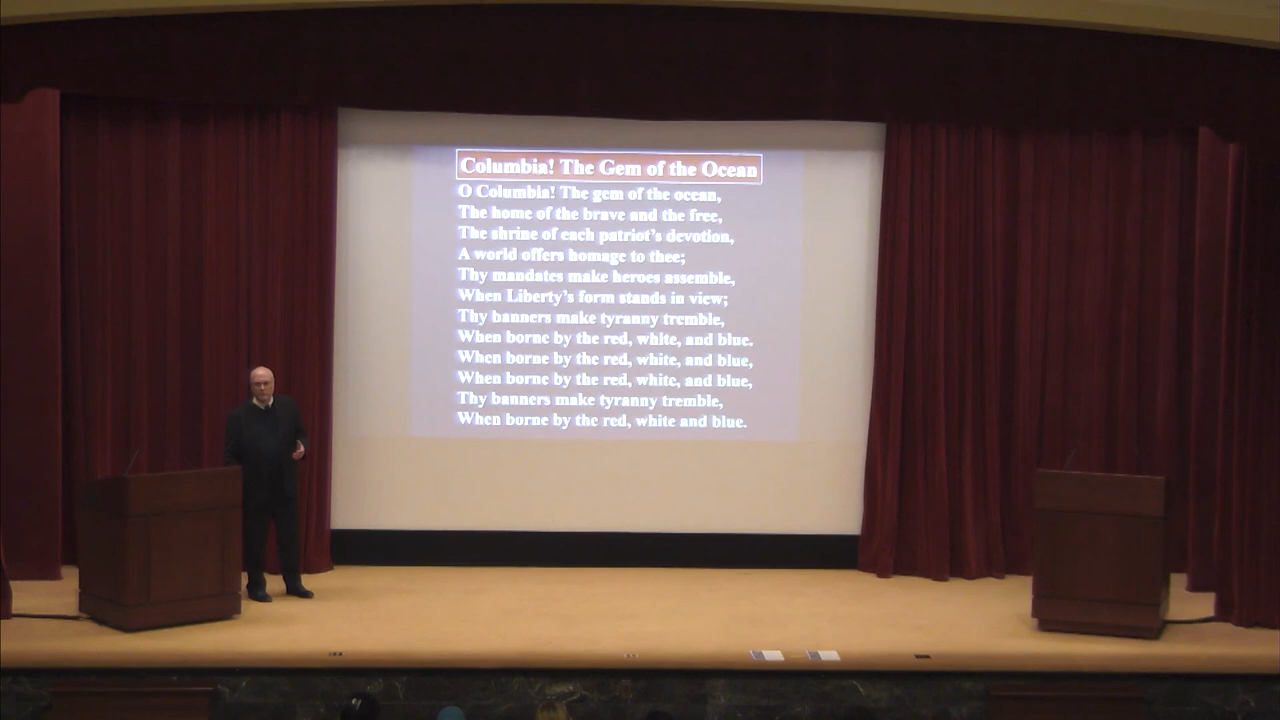 Columbia! The Gem of the Ocean
O Columbia! The gem of the ocean,
The home of the brave and the free,
The shrine of each patriot's devotion,
A world offers homage to thee;
Thy mandates make heroes assemble,
When Liberty's form stands in view;
Thy banners make tyranny tremble,
When borne by the red, white, and blue.
When borne by the red, white, and blue,
When borne by the red, white, and blue,
Thy banners make tyranny tremble,
When borne by the red, white and blue.